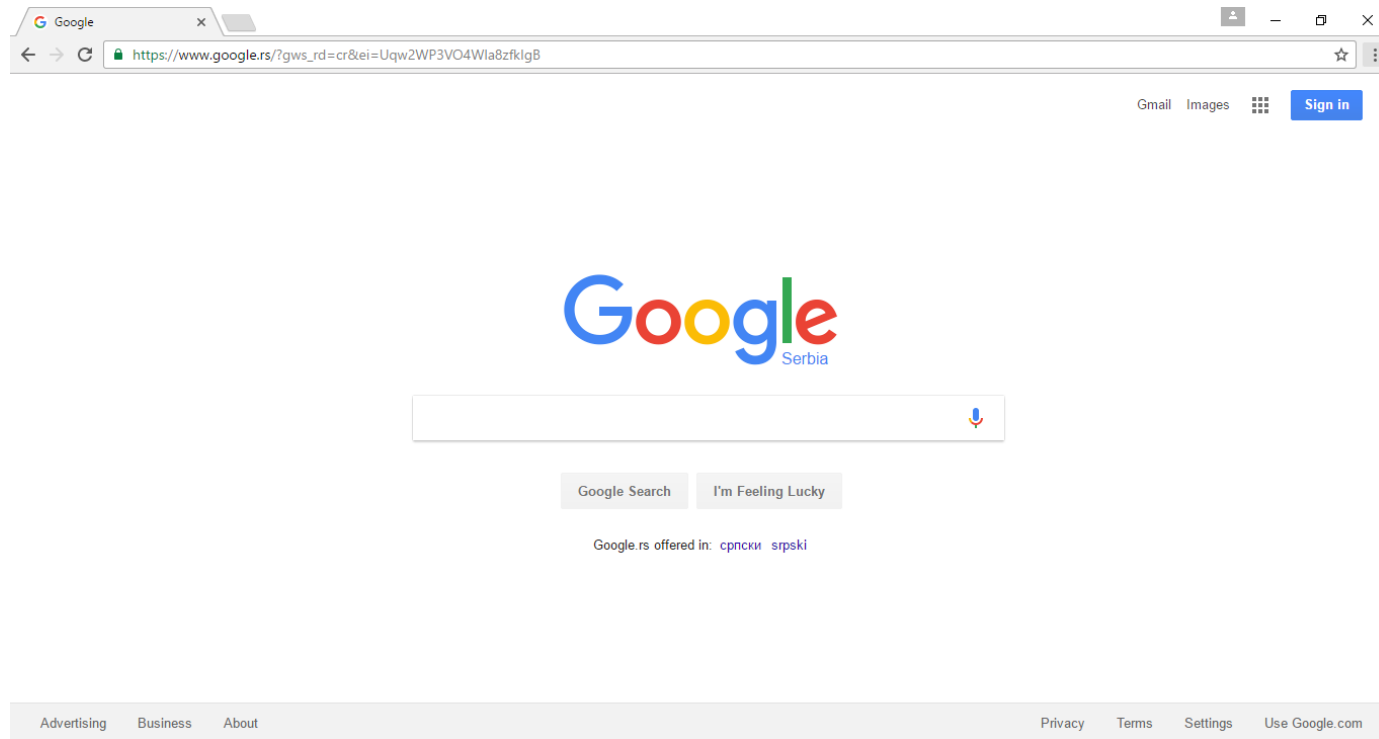 Google
https://www.google.rs/?gws_rd=cr&ei=Uqw2WP3VO4WIa8zfkIgB
Gmail Images Sign in
Google
Serbia
Google Search I'm Feeling Lucky
Google.rs offered in: српски srpski
Advertising Business About Privacy Terms Settings Use Google.com